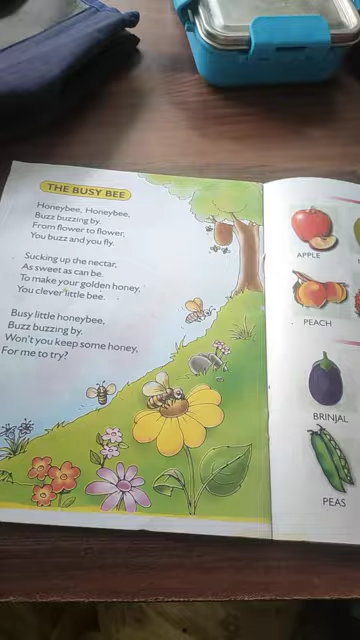 THE BUSY BEE
Honeybee, Honeybee,
Buzz buzzing by.
From flower to flower,
You buzz and you fly.
Sucking up the nectar,
As sweet as can be.
To make your golden honey,
You clever little bee.
Busy little honeybee,
Buzz buzzing by.
Won't you keep some honey,
For me to try?
APPLE
PEACH
BRINJAL
PEAS